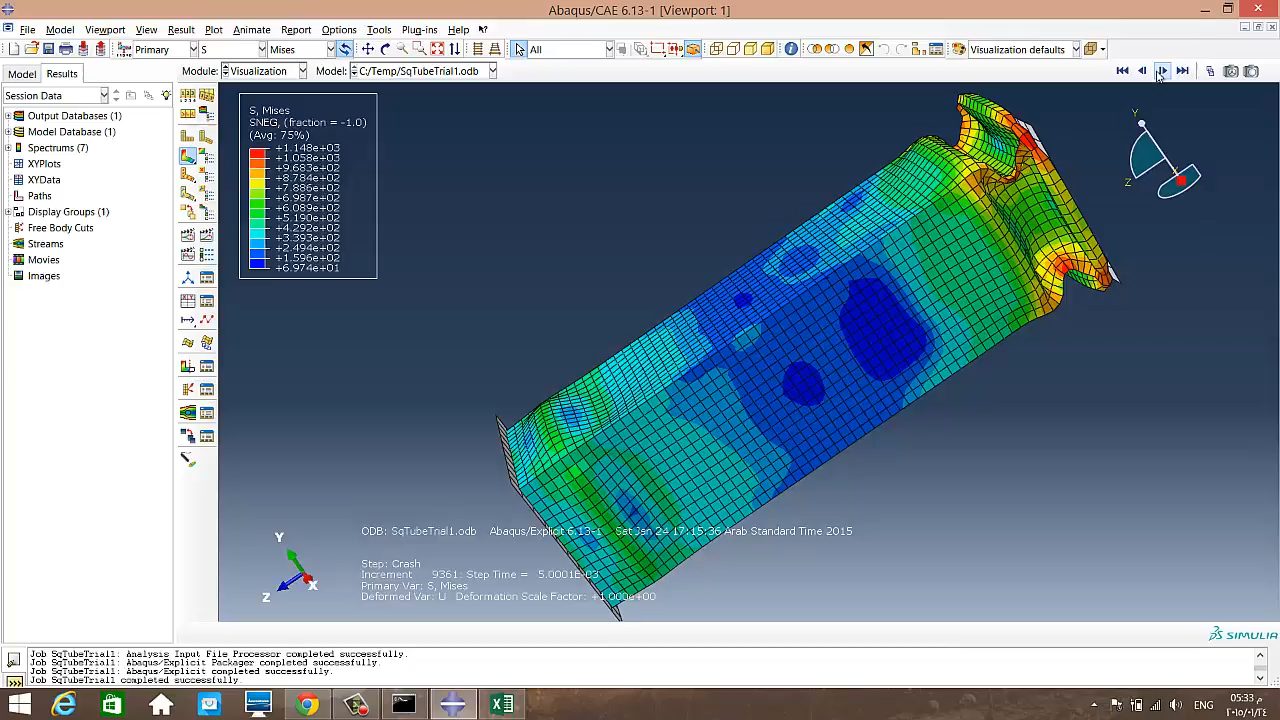 Abaqus/CAE 6.13-1 [Viewport: 1]
File Model Viewport View Result Plot Animate Report Options Tools Plug-ins Help
Primary S Mises All Visualization defaults
Model Results Module: Visualization Model: C:/Temp/SqTubeTrial1.odb
Session Data
Output Databases (1)
Model Database (1)
Spectrums (7)
XYPlots
XYData
Paths
Display Groups (1)
Free Body Cuts
Streams
Movies
Images
S, Mises
SNEG, (fraction = -1.0)
(Avg: 75%)
+1.148e+03
+1.058e+03
+9.683e+02
+8.784e+02
+7.886e+02
+6.987e+02
+6.089e+02
+5.190e+02
+4.292e+02
+3.393e+02
+2.494e+02
+1.596e+02
+6.974e+01
Y
Z
Y
Z
X
ODB: SqTubeTrial1.odb Abaqus/Explicit 6.13-1 Sat Jan 24 17:15:36 Arab Standard Time 2015
Step: Crash
Increment 9361: Step Time = 5.0001E-03
Primary Var: S, Mises
Deformed Var: U Deformation Scale Factor: +1.000e+00
SIMULIA
Job SqTubeTrial1: Analysis Input File Processor completed successfully.
Job SqTubeTrial1: Abaqus/Explicit Packager completed successfully.
Job SqTubeTrial1: Abaqus/Explicit completed successfully.
Job SqTubeTrial1 completed successfully.
>>>
ENG
05:33 م